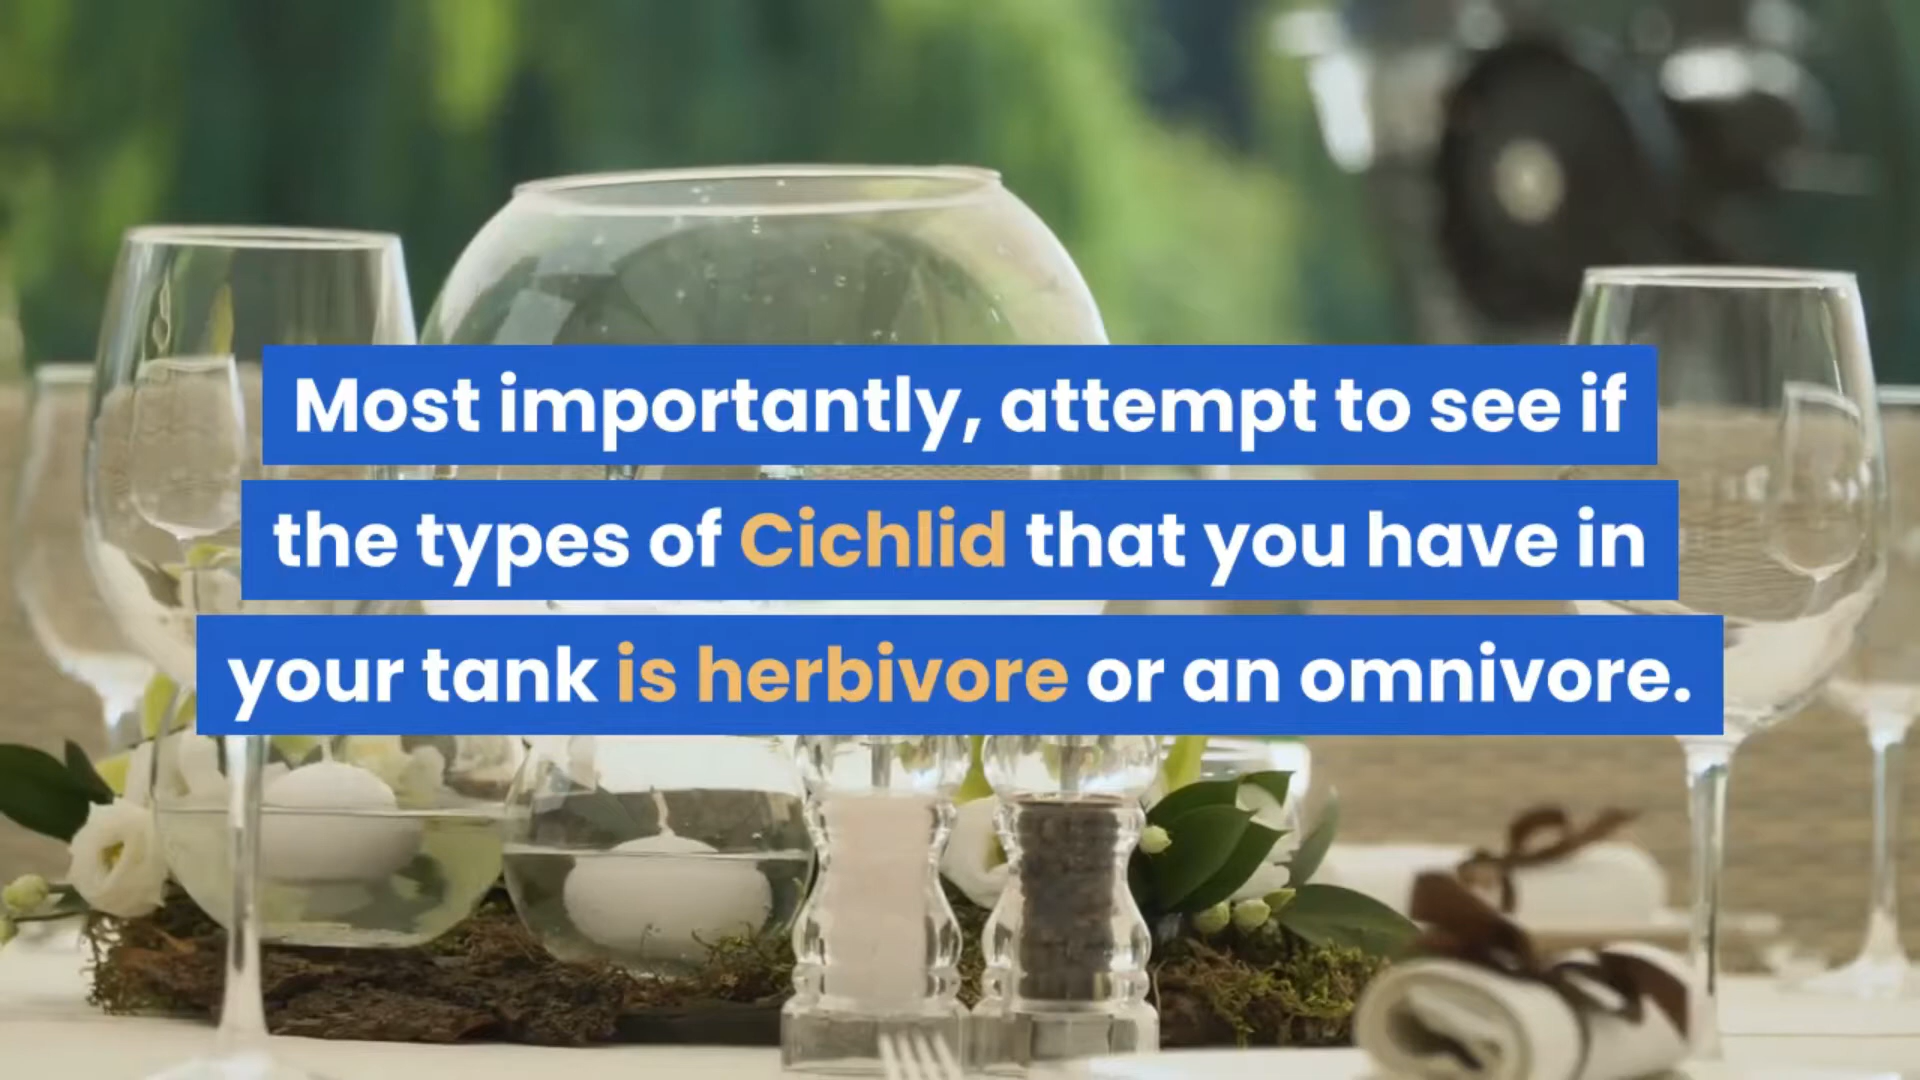 Most importantly, attempt to see if
the types of Cichlid that you have in
your tank is herbivore or an omnivore.